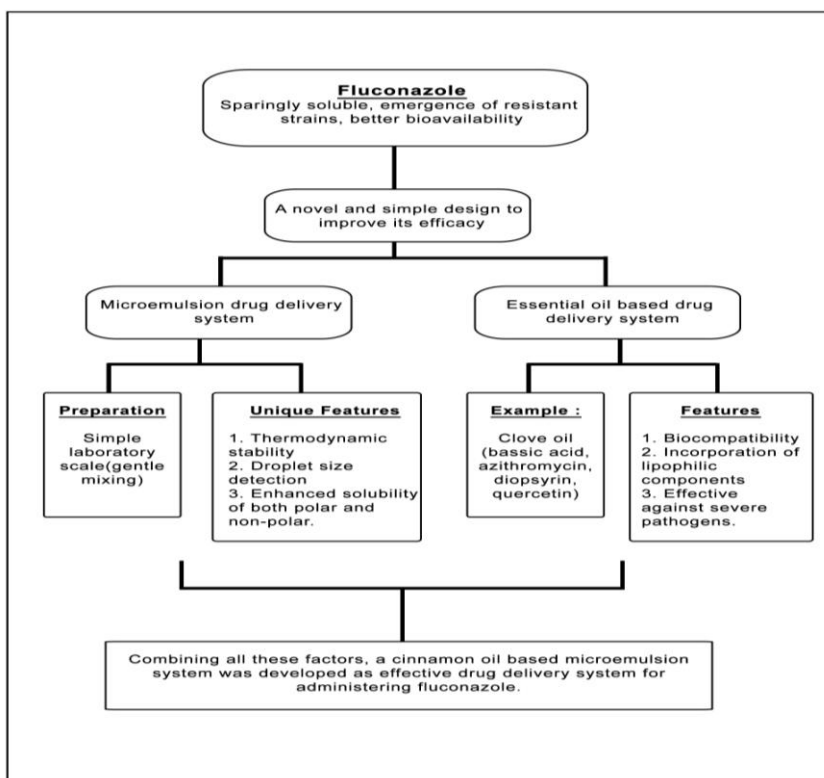 Fluconazole
Sparingly soluble, emergence of resistant
strains, better bioavailability
A novel and simple design to
improve its efficacy
Microemulsion drug delivery
system
Essential oil based drug
delivery system
Preparation
Simple
laboratory
scale(gentle
mixing)
Unique Features
1. Thermodynamic
stability
2. Droplet size
detection
3. Enhanced solubility
of both polar and
non-polar.
Example :
Clove oil
(bassic acid,
azithromycin,
diopsyrin,
quercetin)
Features
1. Biocompatibility
2. Incorporation of
lipophilic
components
3. Effective
against severe
pathogens.
Combining all these factors, a cinnamon oil based microemulsion
system was developed as effective drug delivery system for
administering fluconazole.